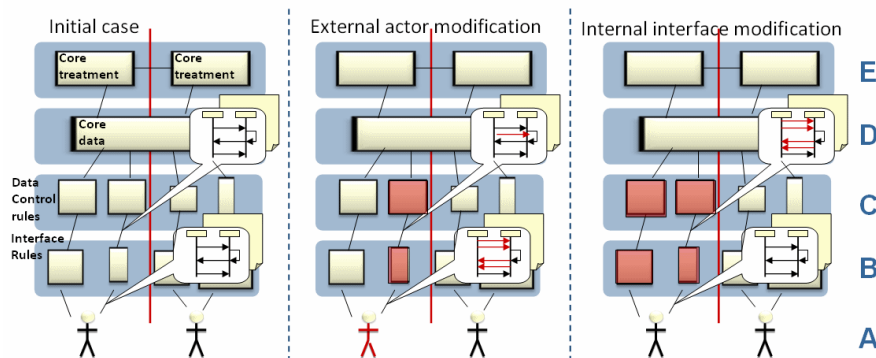 Initial case
External actor modification
Internal interface modification
Core
treatment
Core
treatment
E
Core
data
D
Data
Control
rules
C
Interface
Rules
B
A